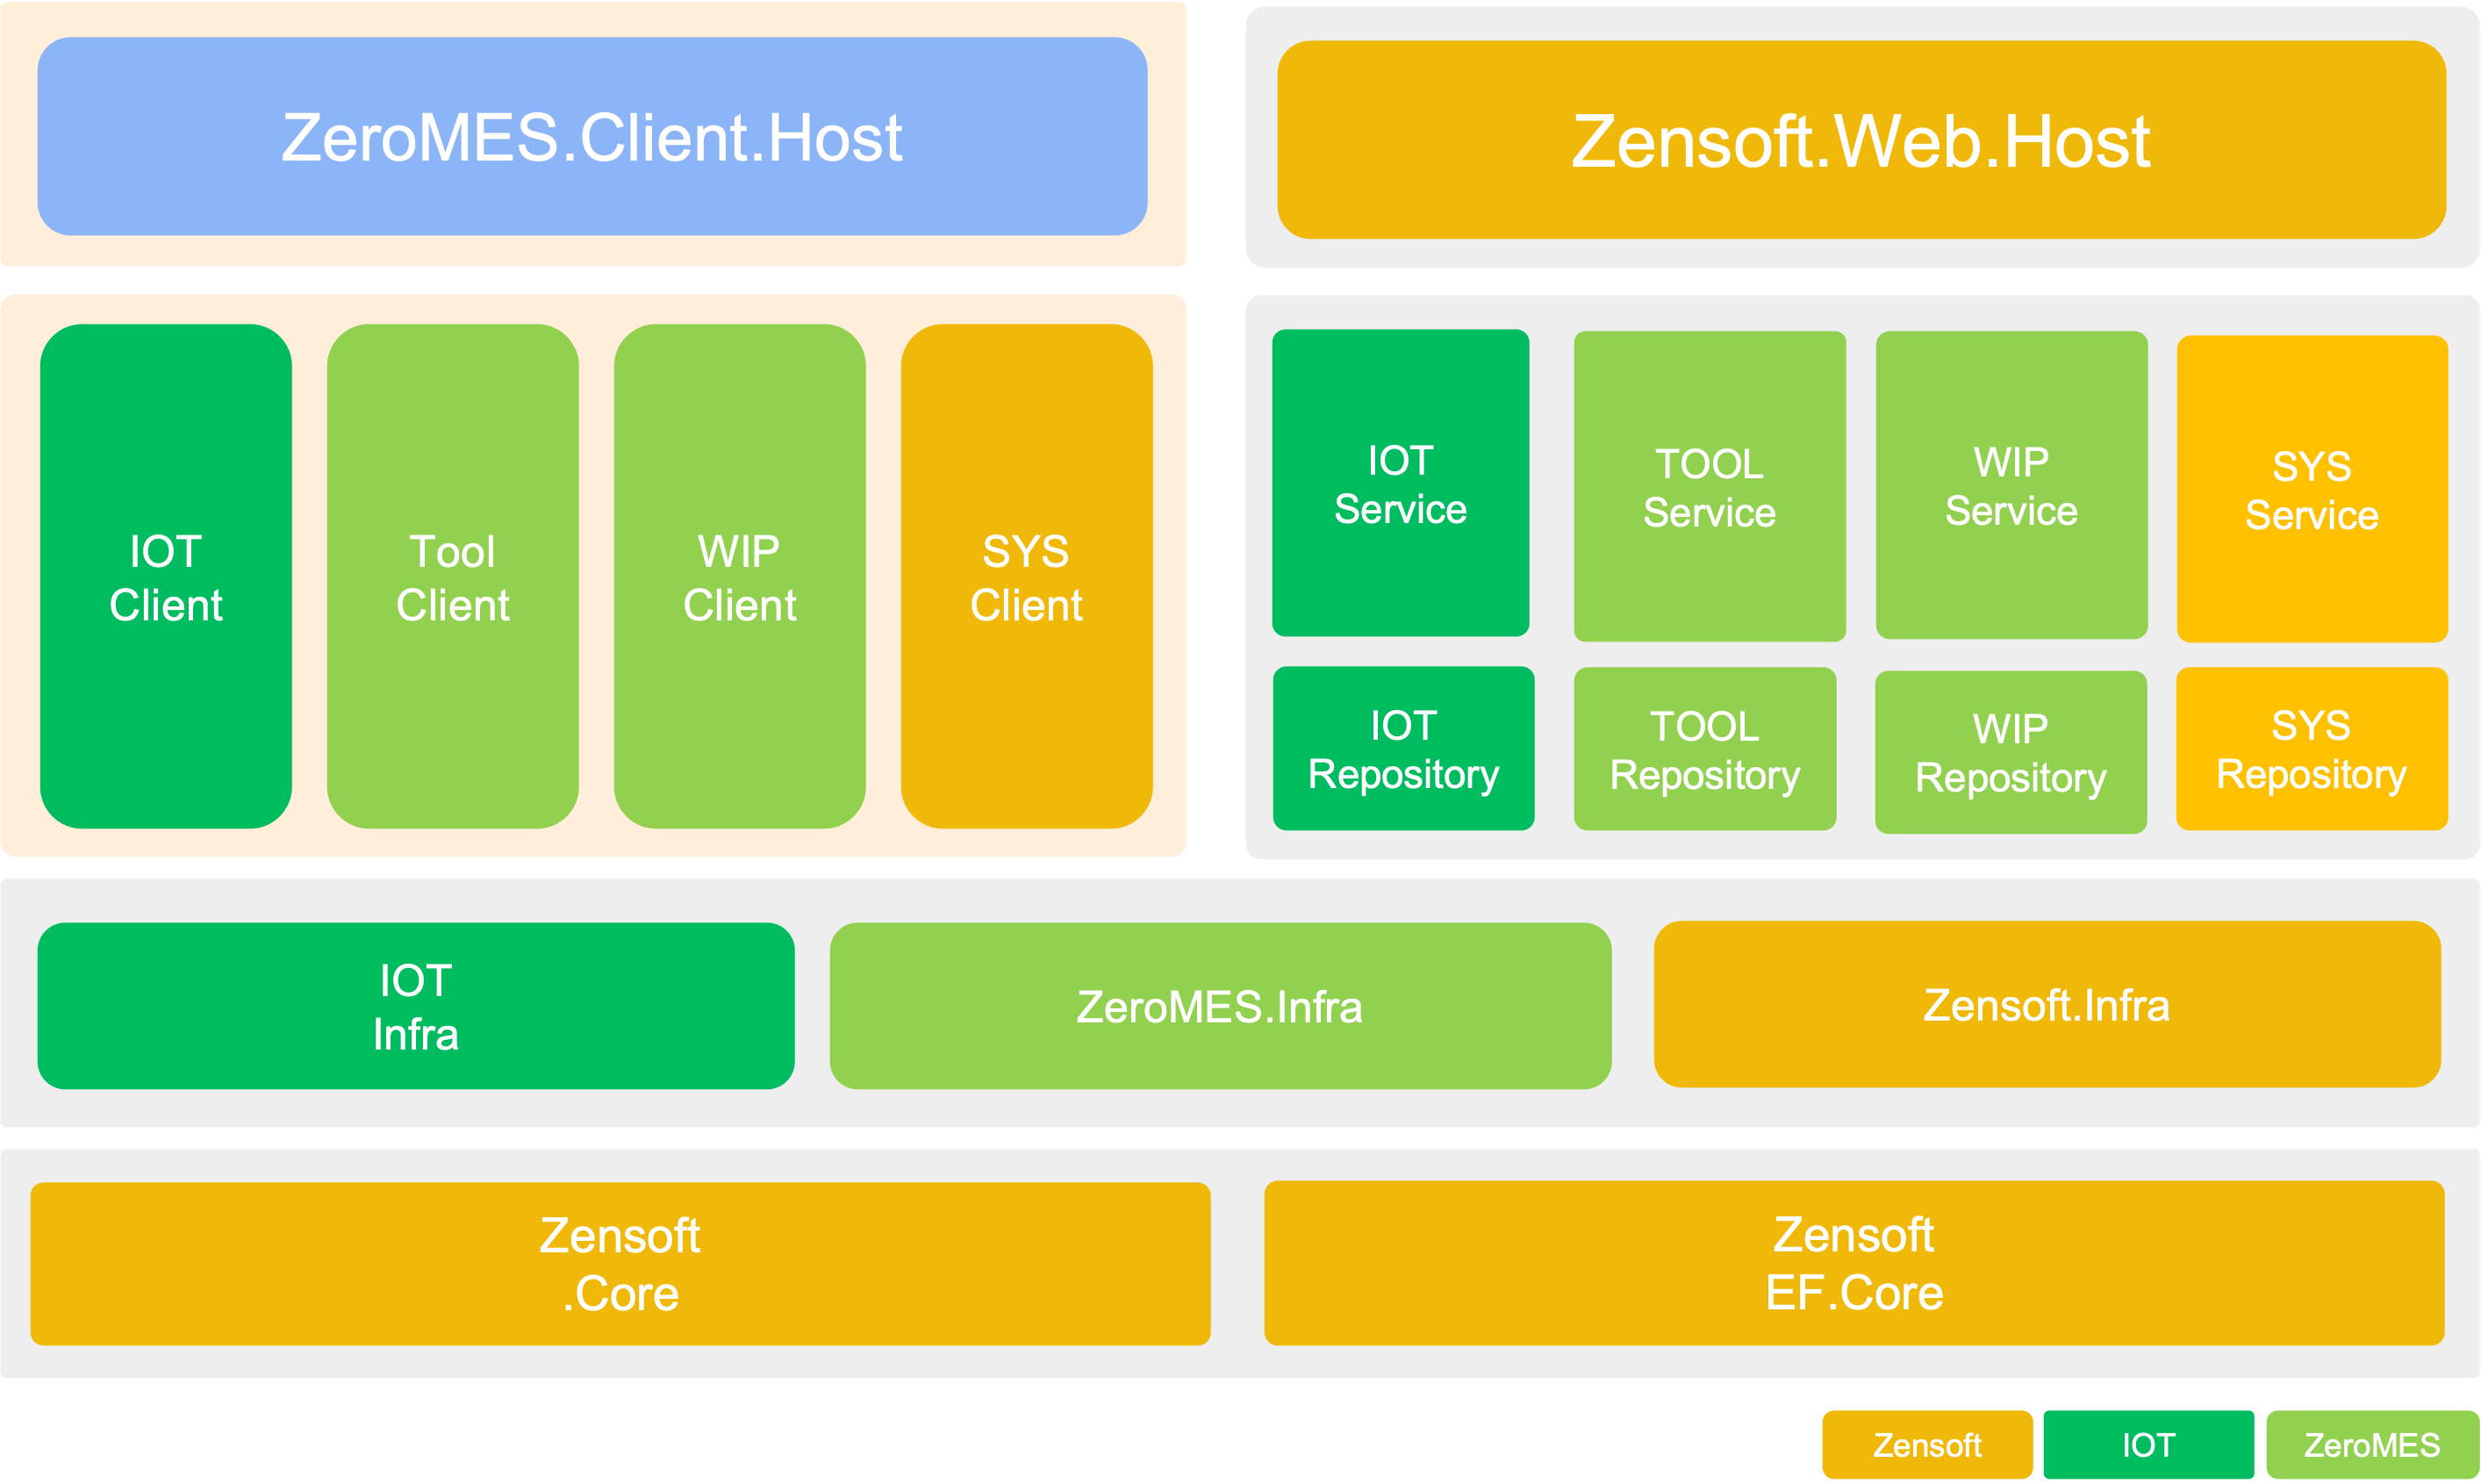 ZeroMES.Client.Host
Zensoft.Web.Host
IOT
Client
Tool
Client
WIP
Client
SYS
Client
IOT
Service
TOOL
Service
WIP
Service
SYS
Service
IOT
Repository
TOOL
Repository
WIP
Repository
SYS
Repository
IOT
Infra
ZeroMES.Infra
Zensoft.Infra
Zensoft
.Core
Zensoft
EF.Core
Zensoft
IOT
ZeroMES